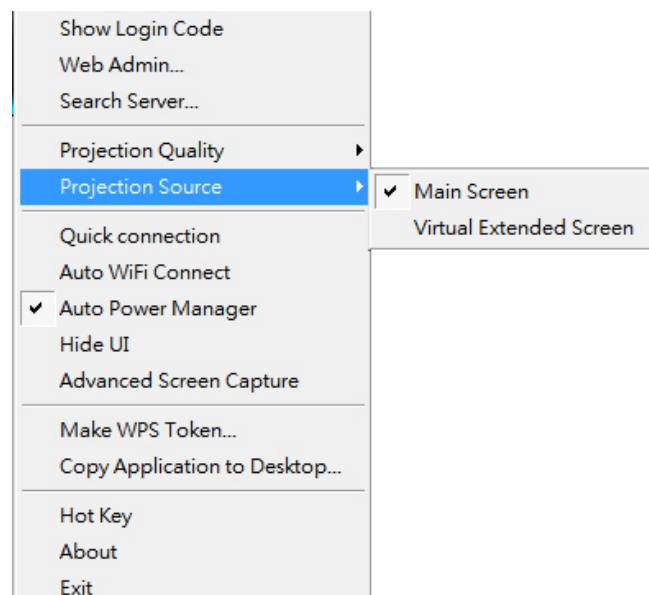 Show Login Code
Web Admin...
Search Server...
Projection Quality
Projection Source
Main Screen
Virtual Extended Screen
Quick connection
Auto WiFi Connect
Auto Power Manager
Hide UI
Advanced Screen Capture
Make WPS Token...
Copy Application to Desktop...
Hot Key
About
Exit